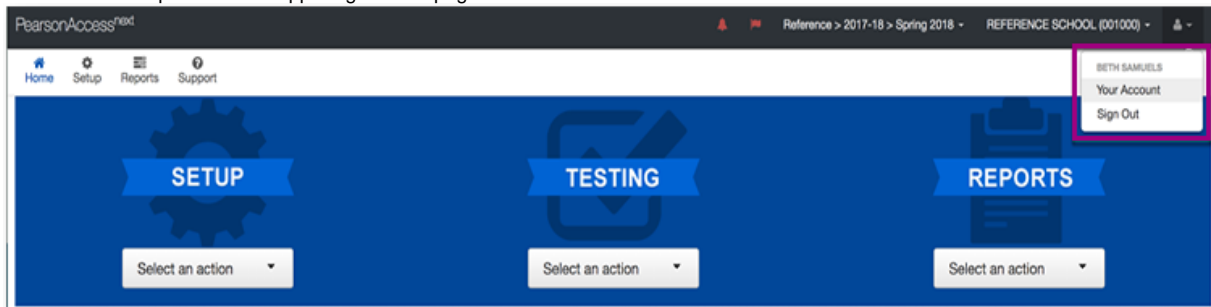 PearsonAccessnext
Reference > 2017-18 > Spring 2018
REFERENCE SCHOOL (001000)
Home Setup Reports Support
BETH SAMUELS
Your Account
Sign Out
SETUP TESTING REPORTS
Select an action Select an action Select an action